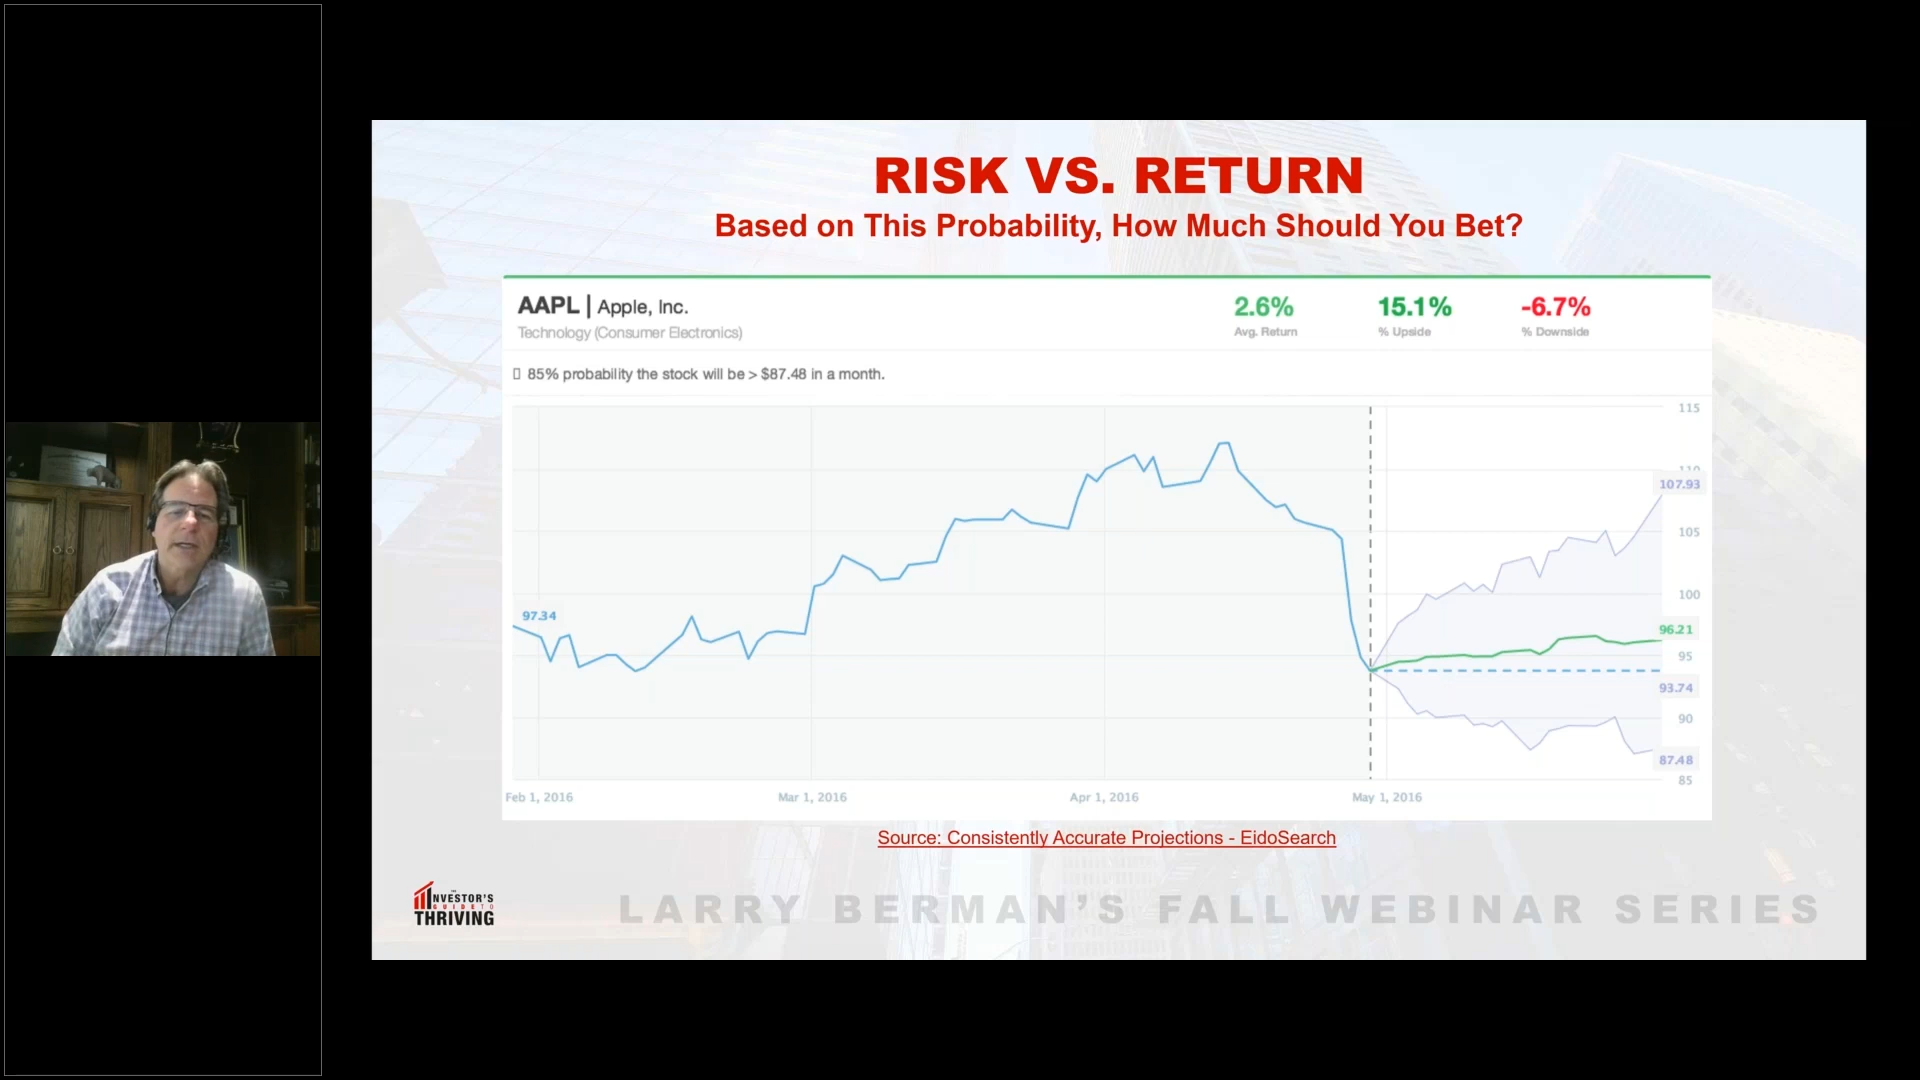 RISK VS. RETURN
Based on This Probability, How Much Should You Bet?
AAPL | Apple, Inc.
Technology (Consumer Electronics)
2.6%
Avg. Return
15.1%
% Upside
-6.7%
% Downside
85% probability the stock will be > $87.48 in a month.
115
110
107.93
105
100
97.34
96.21
95
93.74
90
87.48
85
Feb 1, 2016
Mar 1, 2016
Apr 1, 2016
May 1, 2016
Source: Consistently Accurate Projections - EidoSearch
THE
INVESTOR'S
GUIDE TO
THRIVING
LARRY BERMAN'S FALL WEBINAR SERIES